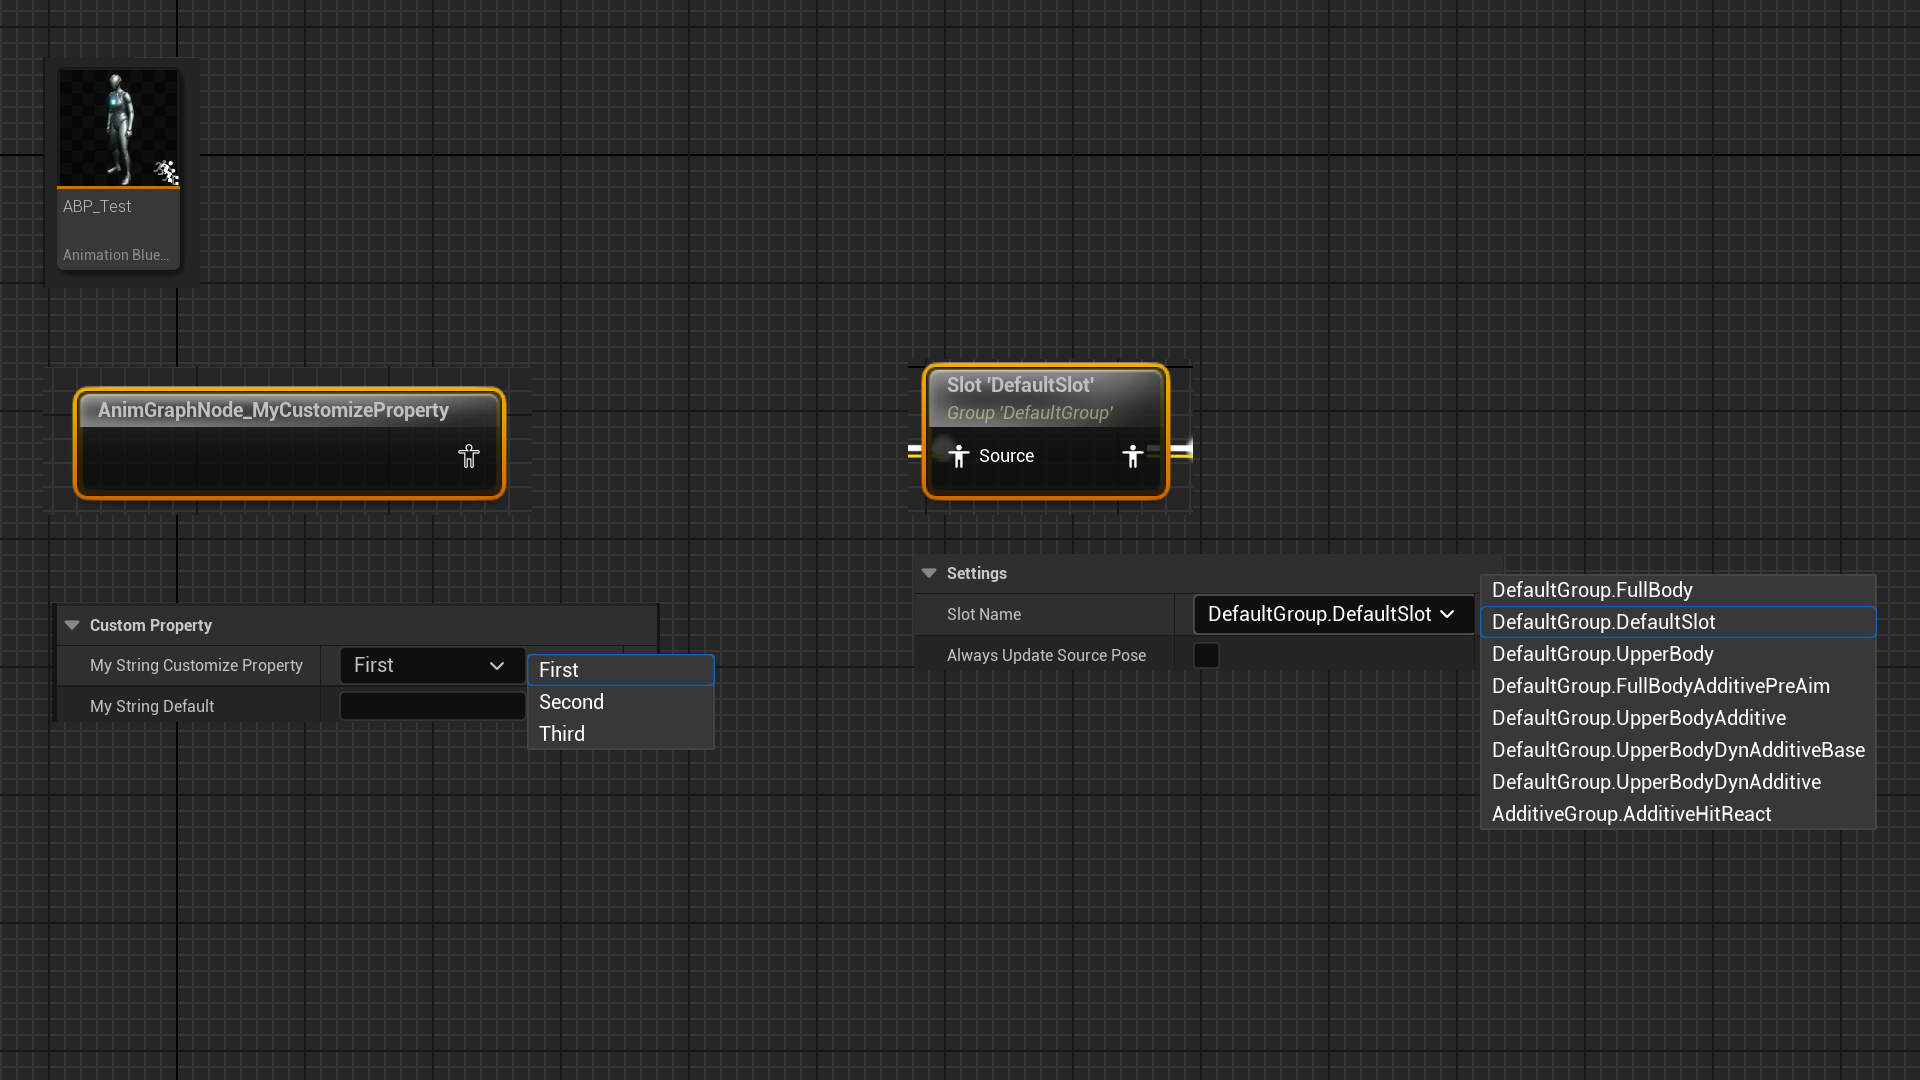 ABP_Test
Animation Blue...
AnimGraphNode_MyCustomizeProperty
Custom Property
My String Customize Property
First
My String Default
First
Second
Third
Slot 'DefaultSlot'
Group 'DefaultGroup'
Source
Settings
Slot Name
DefaultGroup.DefaultSlot
Always Update Source Pose
DefaultGroup.FullBody
DefaultGroup.DefaultSlot
DefaultGroup.UpperBody
DefaultGroup.FullBodyAdditivePreAim
DefaultGroup.UpperBodyAdditive
DefaultGroup.UpperBodyDynAdditiveBase
DefaultGroup.UpperBodyDynAdditive
AdditiveGroup.AdditiveHitReact